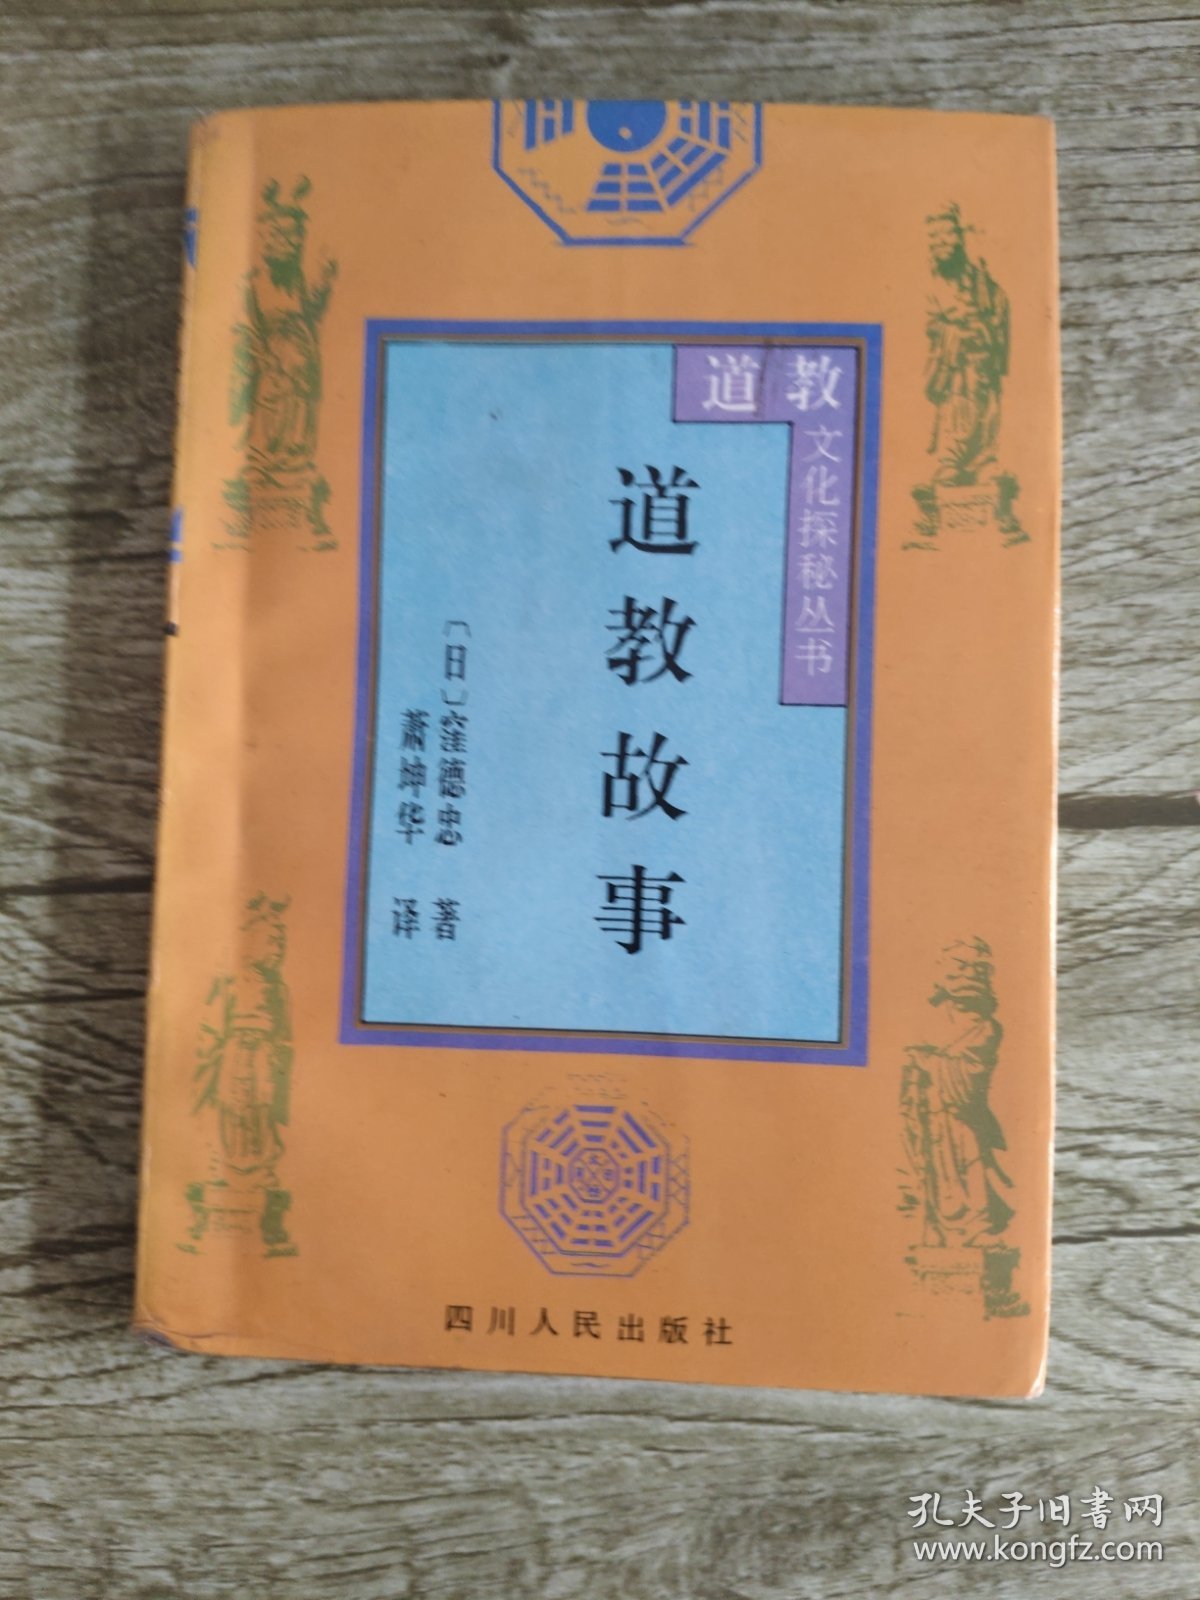 道教
文化探秘丛书
道教故事
〔日〕窪德忠 著
萧坤华 译
四川人民出版社
孔夫子旧书网
www.kongfz.com